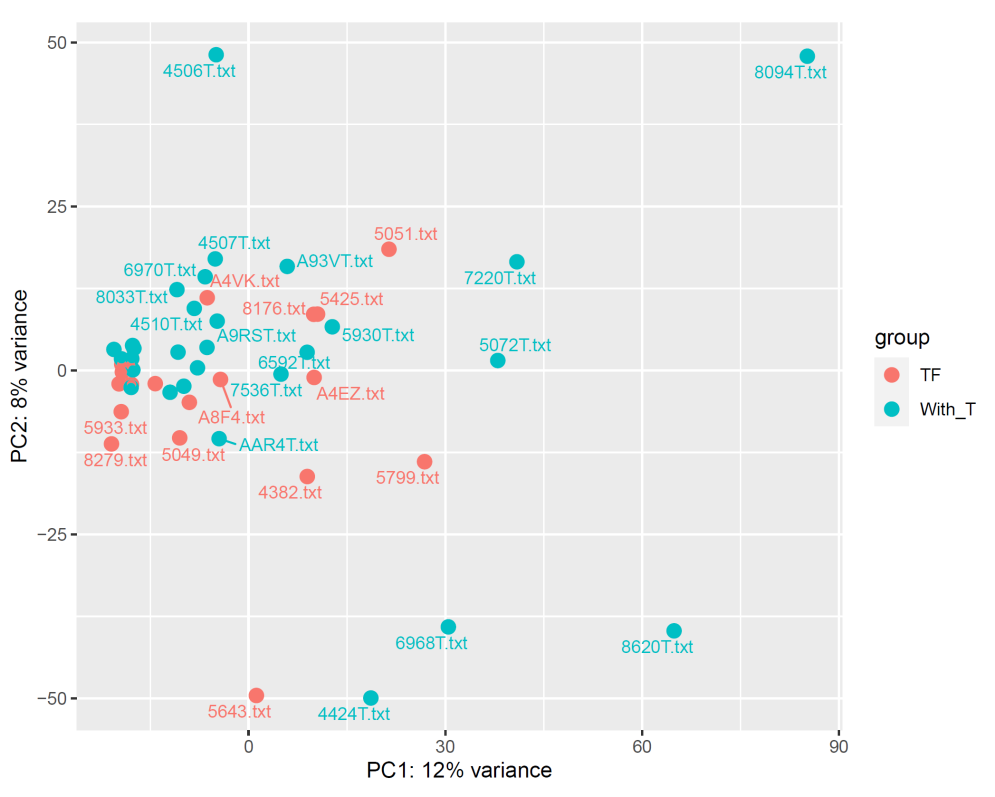 50
4506T.txt
8094T.txt
25
5051.txt
4507T.txt
A93VT.txt
6970T.txt
A4VK.txt
7220T.txt
8033T.txt
8176.txt
5425.txt
4510T.txt
A9RST.txt
5930T.txt
5072T.txt
6592T.txt
0
7536T.txt
A4EZ.txt
A8F4.txt
5933.txt
AAR4T.txt
8279.txt
5049.txt
5799.txt
4382.txt
−25
6968T.txt
8620T.txt
−50
5643.txt
4424T.txt
0
30
60
90
PC1: 12% variance
PC2: 8% variance
group
TF
With_T